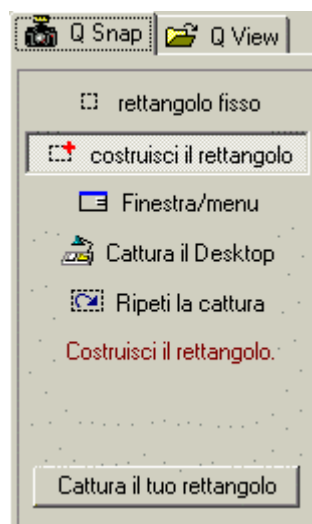 Q Snap Q View
rettangolo fisso
costruisci il rettangolo
Finestra/menu
Cattura il Desktop
Ripeti la cattura
Costruisci il rettangolo.
Cattura il tuo rettangolo